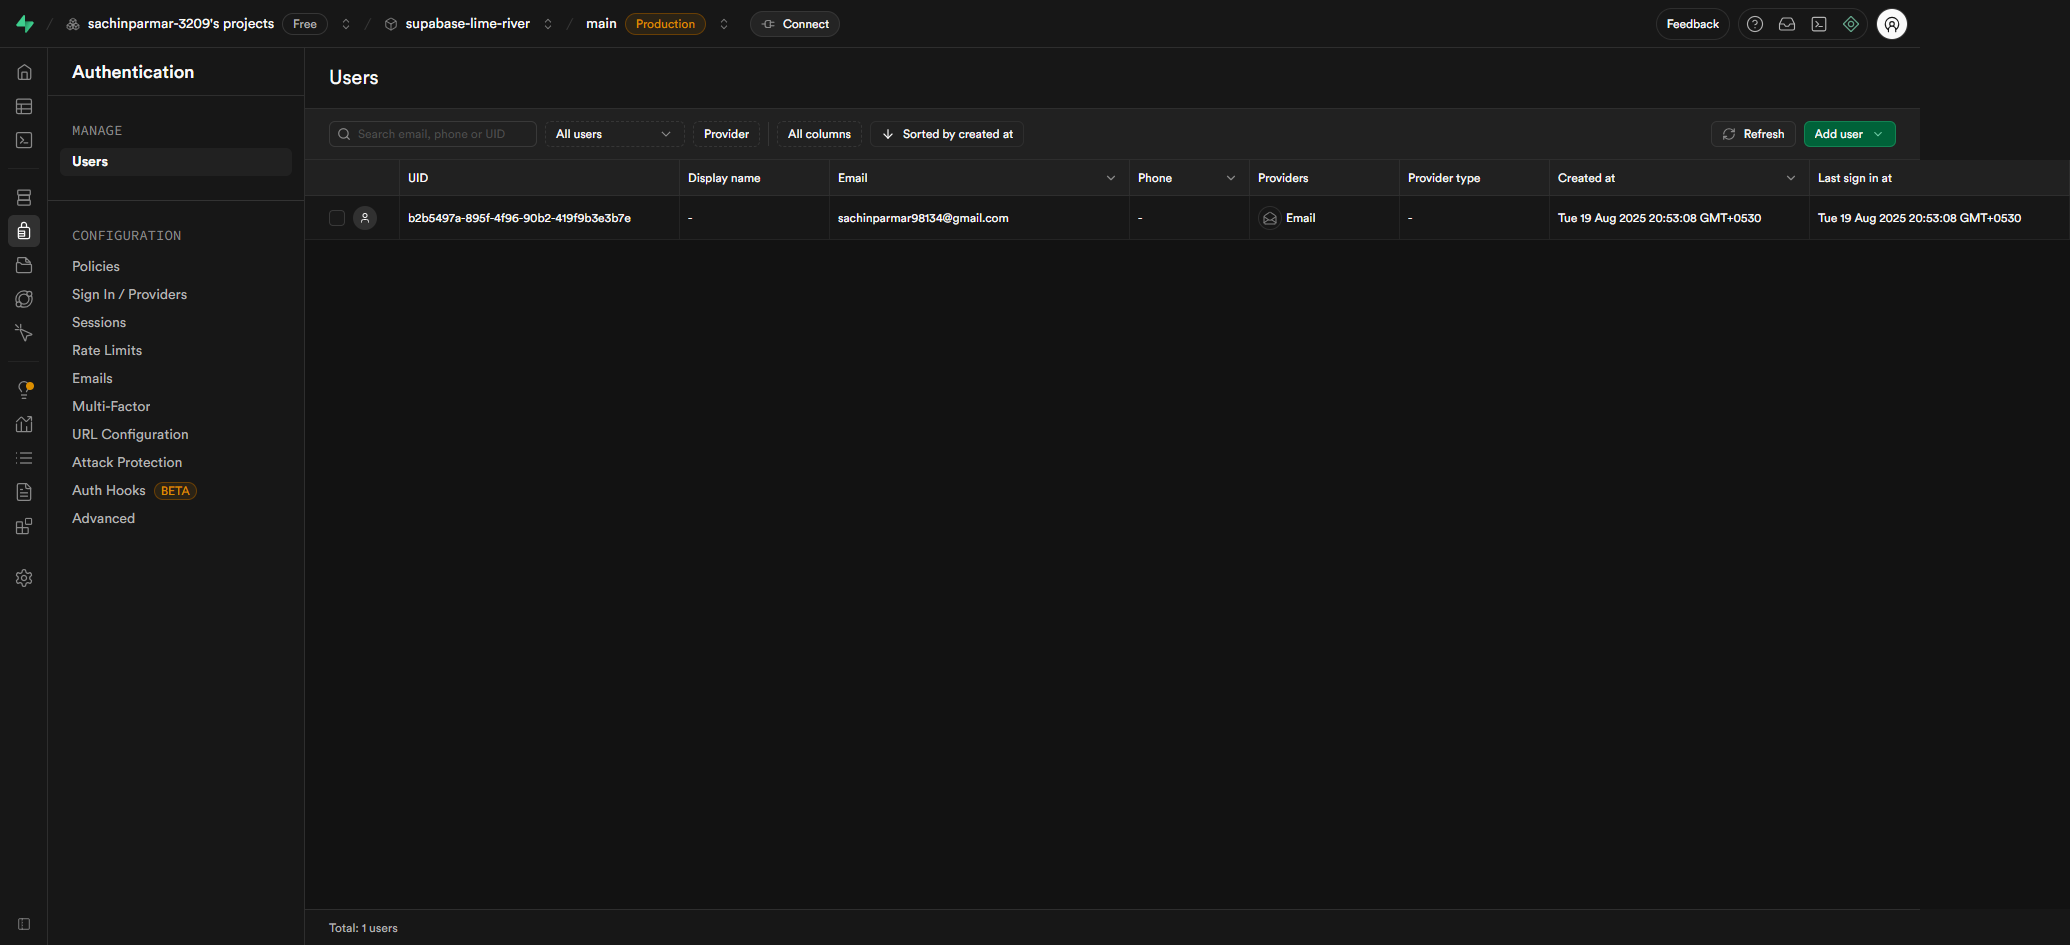 sachinparmar-3209's projects Free supabase-lime-river main Production Connect Feedback
Authentication
MANAGE
Users
CONFIGURATION
Policies
Sign In / Providers
Sessions
Rate Limits
Emails
Multi-Factor
URL Configuration
Attack Protection
Auth Hooks BETA
Advanced
Users
Search email, phone or UID All users Provider All columns Sorted by created at Refresh Add user
UID Display name Email Phone Providers Provider type Created at Last sign in at
b2b5497a-895f-4f96-90b2-419f9b3e3b7e - sachinparmar98134@gmail.com - Email - Tue 19 Aug 2025 20:53:08 GMT+0530 Tue 19 Aug 2025 20:53:08 GMT+0530
Total: 1 users